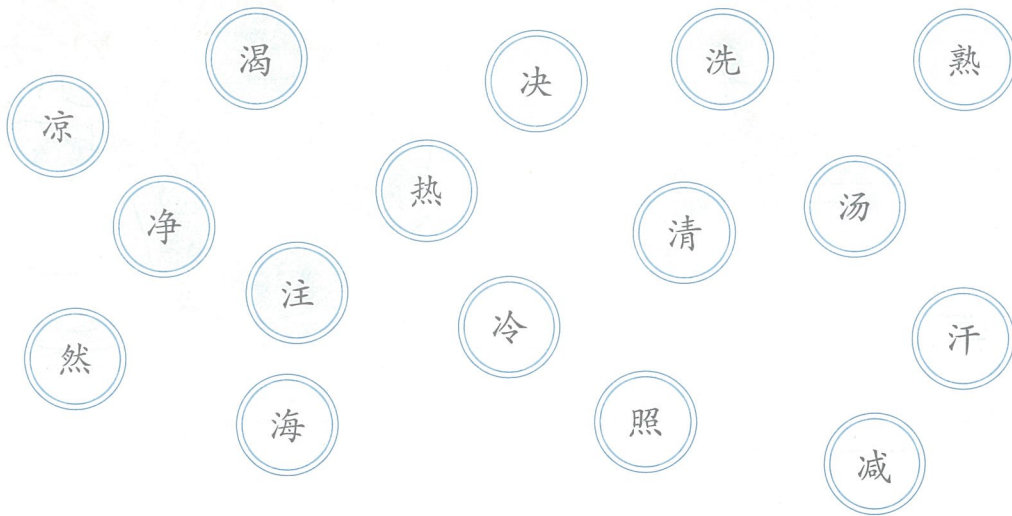 渴
决
洗
熟
凉
热
净
汤
清
注
冷
汗
然
海
照
减